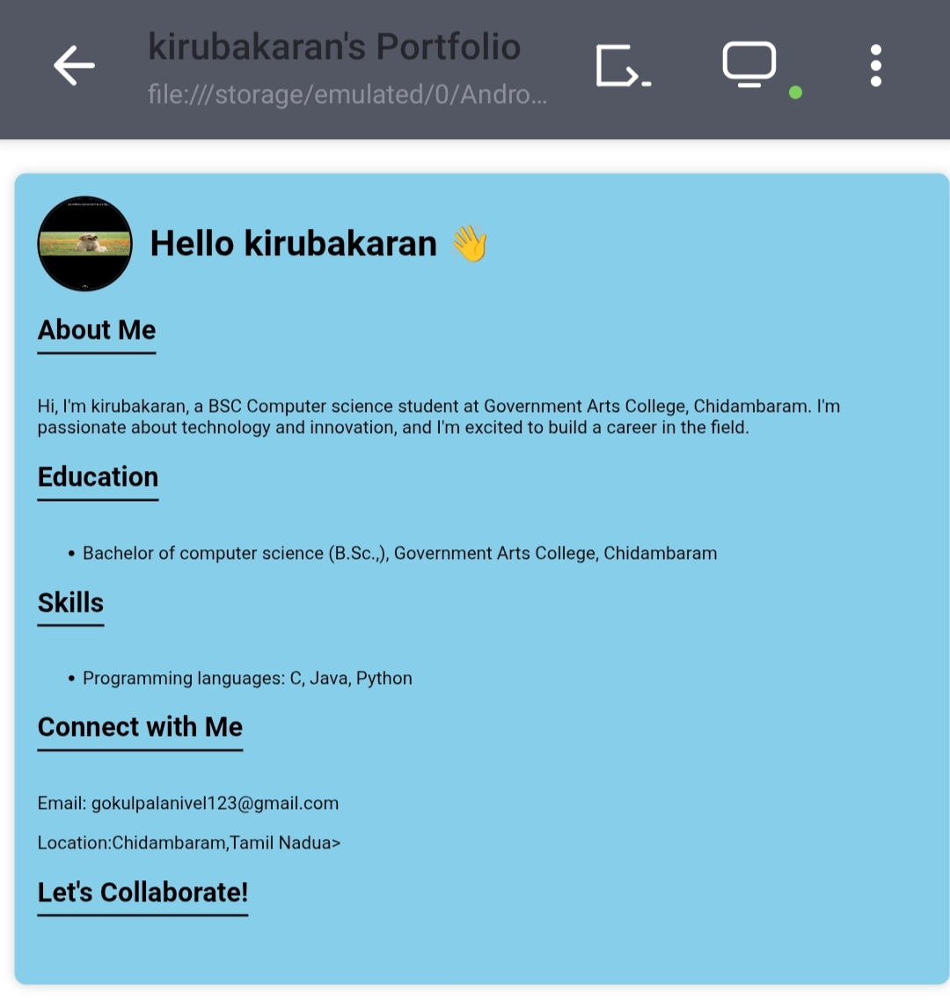 kirubakaran's Portfolio
file:///storage/emulated/0/Andro...
Hello kirubakaran 👋
About Me
Hi, I'm kirubakaran, a BSC Computer science student at Government Arts College, Chidambaram. I'm
passionate about technology and innovation, and I'm excited to build a career in the field.
Education
• Bachelor of computer science (B.Sc.,), Government Arts College, Chidambaram
Skills
• Programming languages: C, Java, Python
Connect with Me
Email: gokulpalanivel123@gmail.com
Location:Chidambaram,Tamil Nadua>
Let's Collaborate!